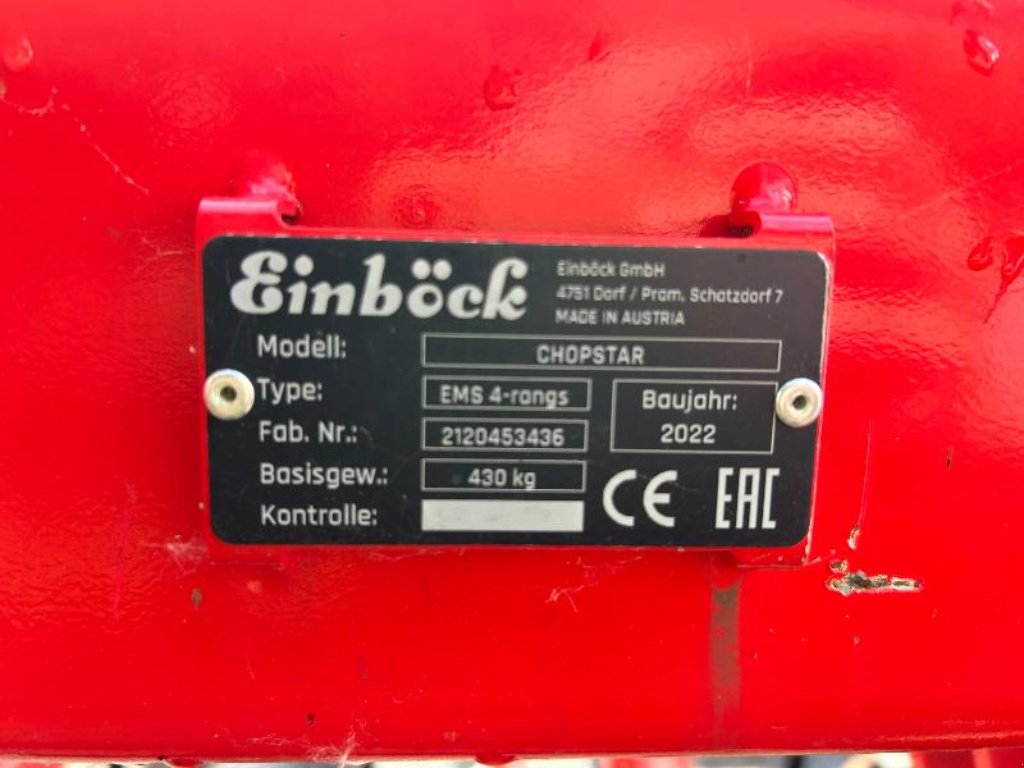 Einböck
Einböck GmbH
4751 Dorf / Pram, Schatzdorf 7
MADE IN AUSTRIA
Modell: CHOPSTAR
Type: EMS 4-rangs
Baujahr:
2022
Fab. Nr.: 2120453436
Basisgew.: 430 kg
Kontrolle:
CE EAC